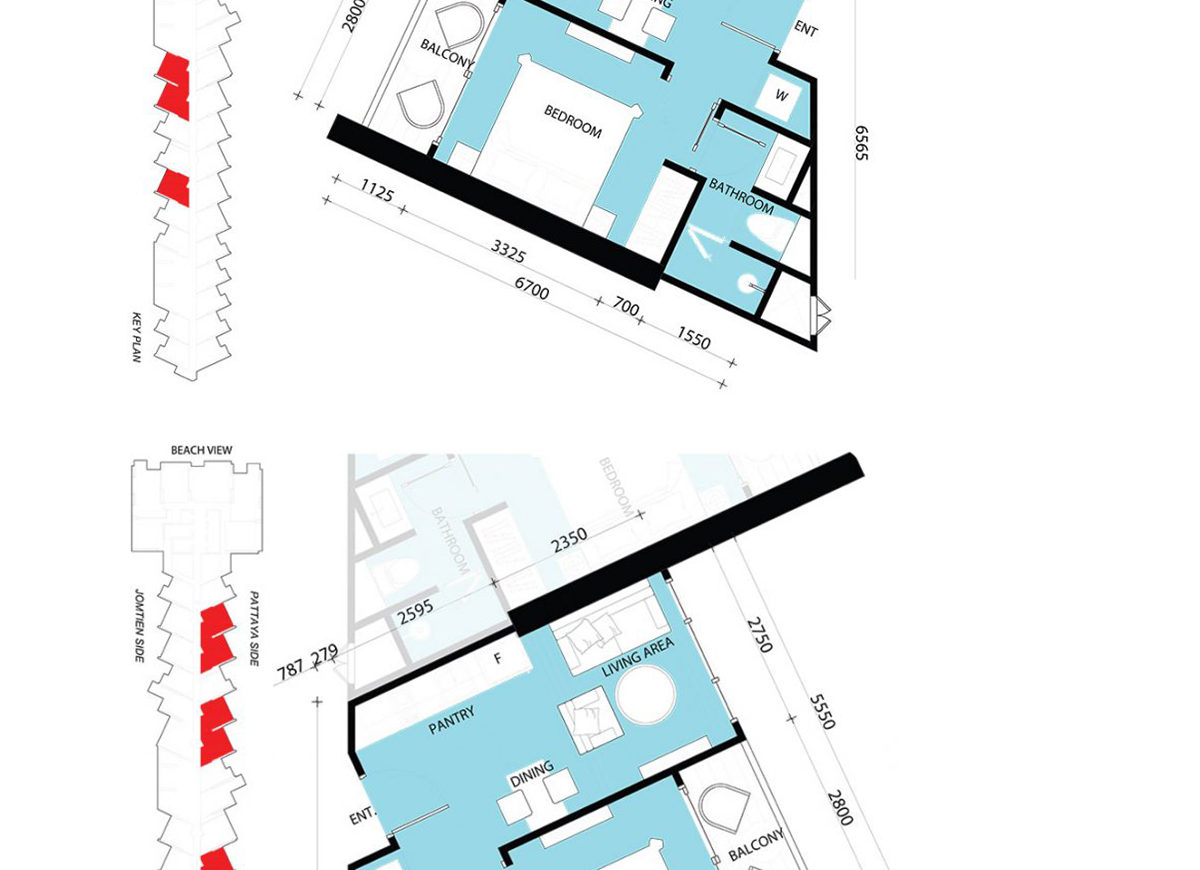 2800
NG
ENT
BALCONY
W
BEDROOM
6565
BATHROOM
1125
3325
6700
700
1550
KEY PLAN
BEACH VIEW
JOMTIEN SIDE
PATTAYA SIDE
BEDROOM
BATHROOM
2350
2595
787 279
F
LIVING AREA
2750
PANTRY
5550
DINING
ENT.
2800
BALCONY